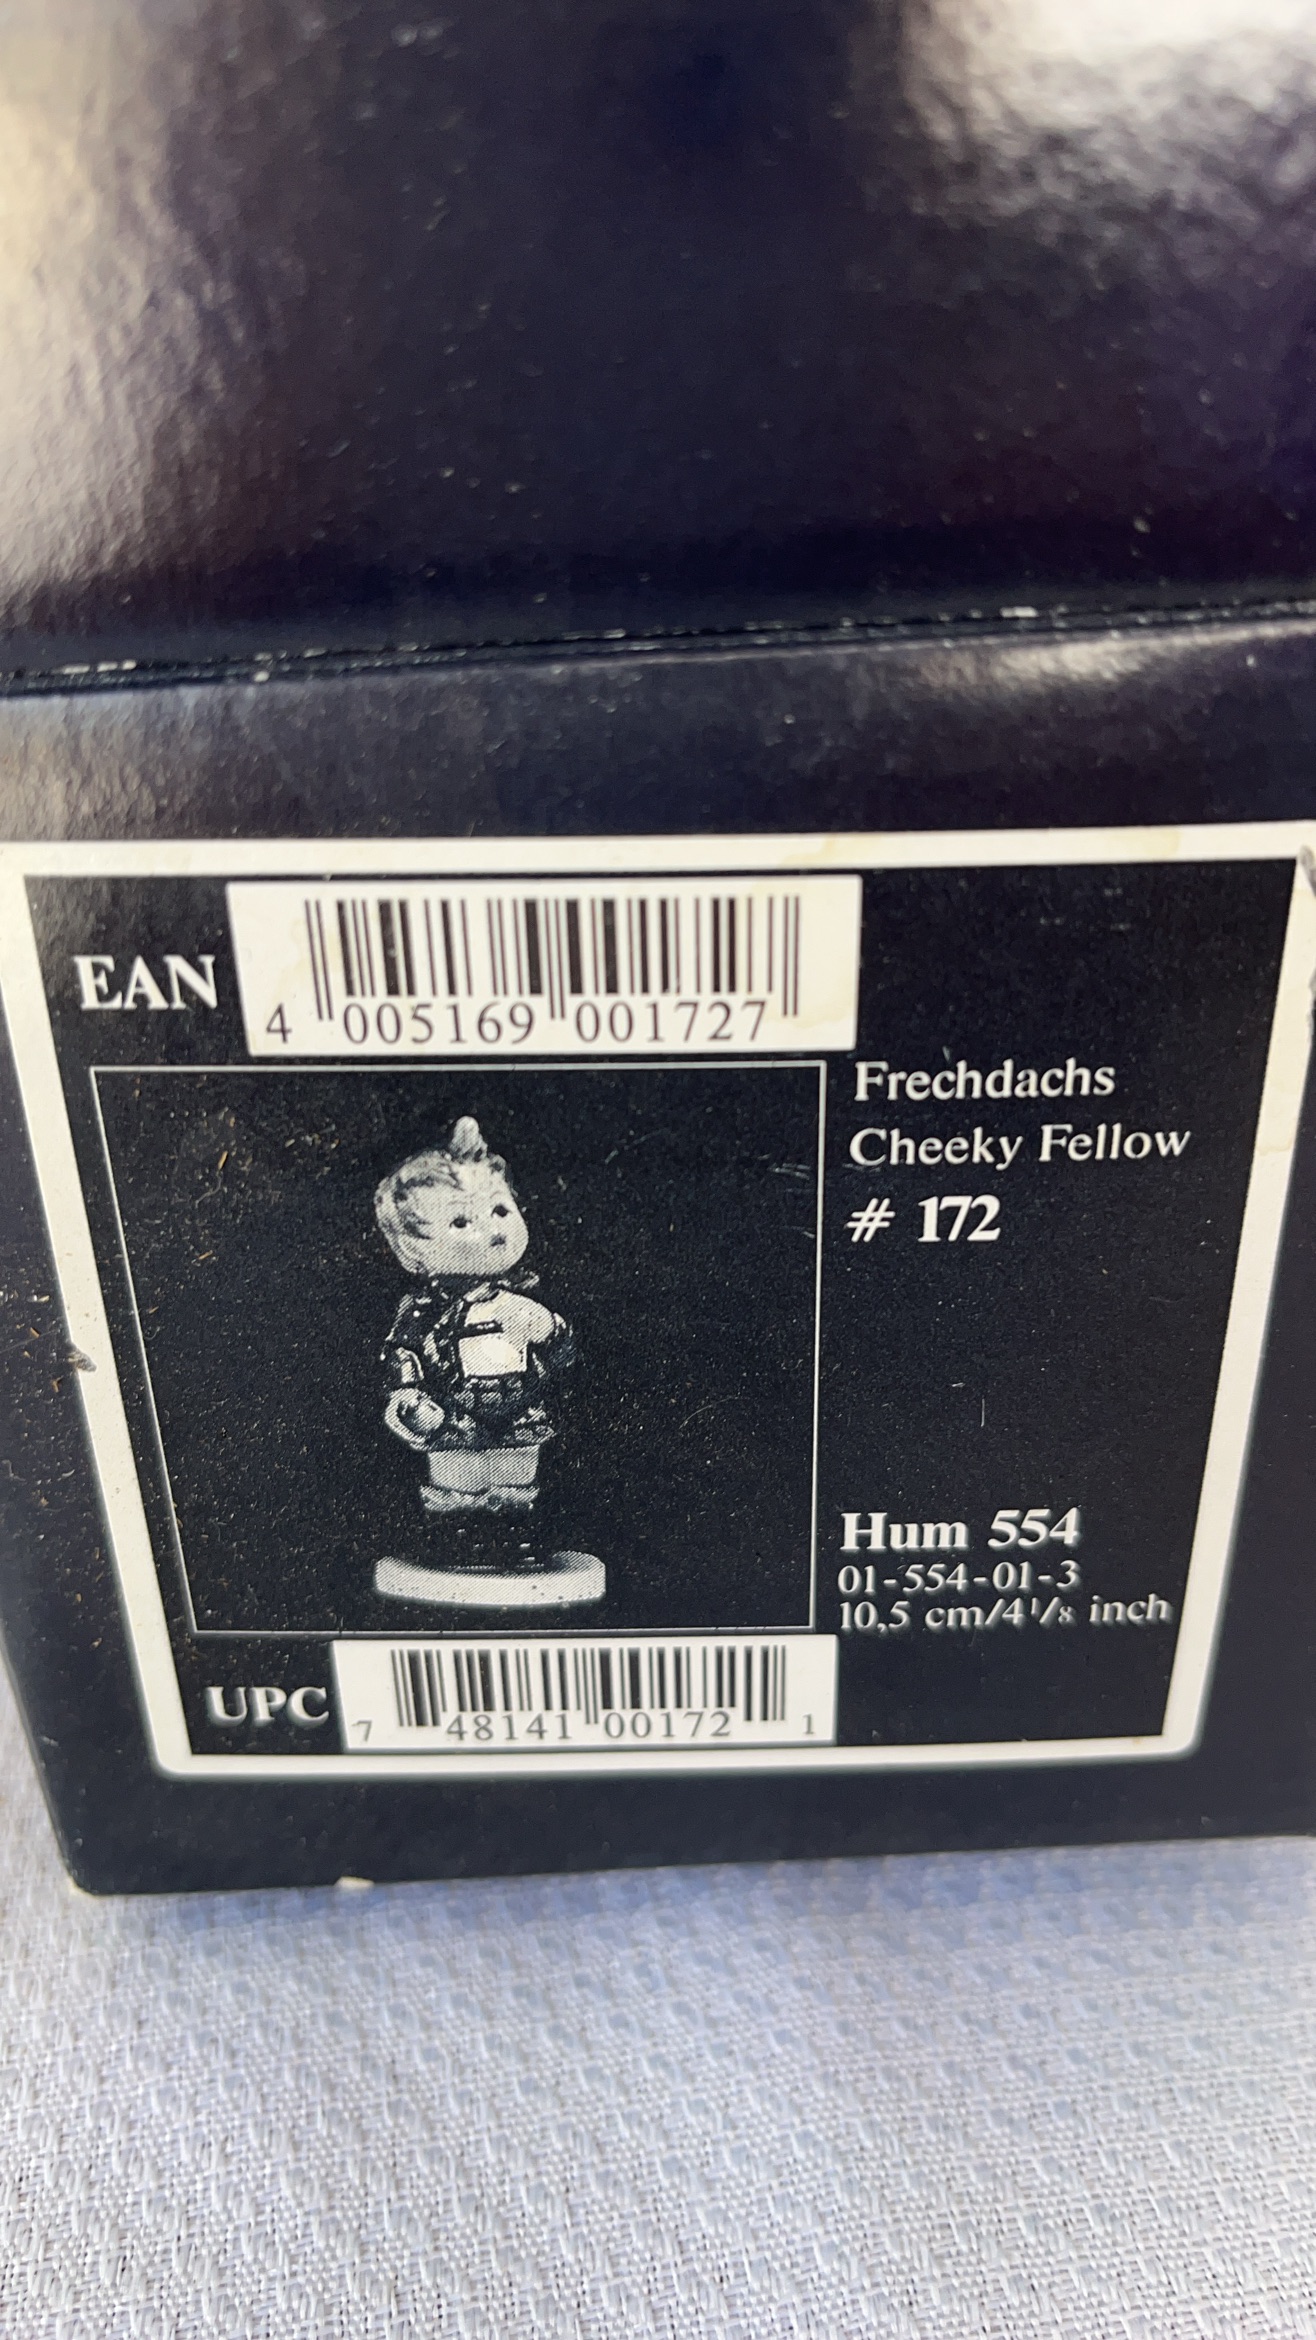 EAN
4 005169 001727
Frechdachs
Cheeky Fellow
# 172
Hum 554
01-554-01-3
10,5 cm/4 1/8 inch
UPC
7 48141 00172 1